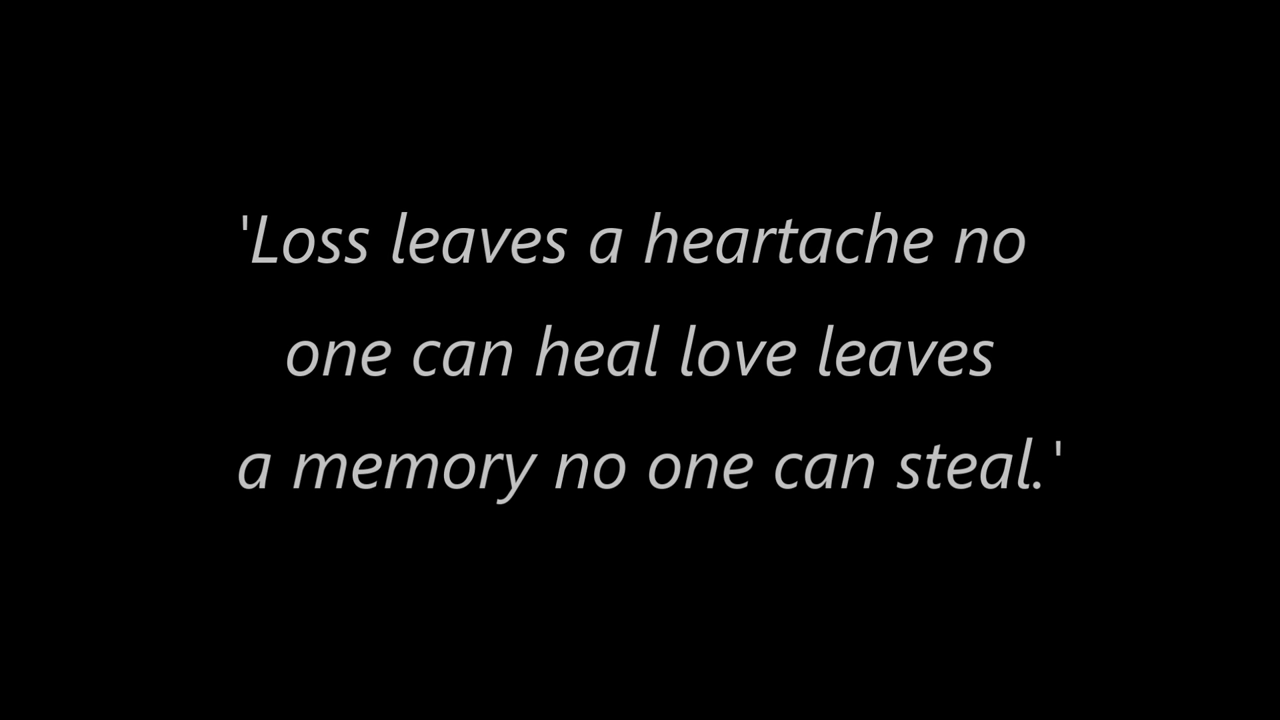 'Loss leaves a heartache no
one can heal love leaves
a memory no one can steal.'